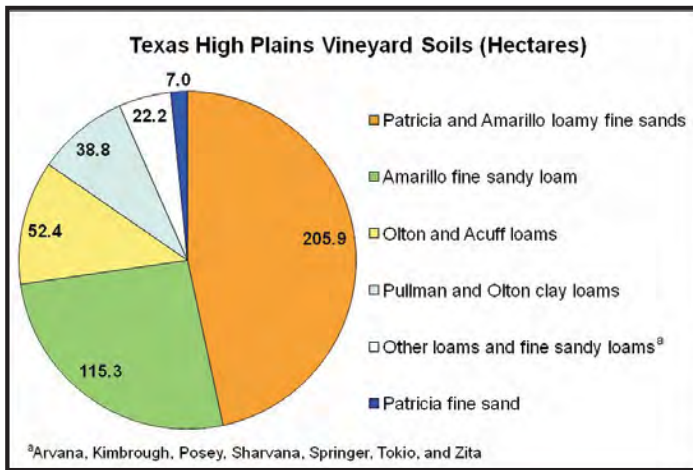 Texas High Plains Vineyard Soils (Hectares)
7.0
22.2
38.8
52.4
205.9
115.3
Patricia and Amarillo loamy fine sands
Amarillo fine sandy loam
Olton and Acuff loams
Pullman and Olton clay loams
Other loams and fine sandy loamsᵃ
Patricia fine sand
ᵃArvana, Kimbrough, Posey, Sharvana, Springer, Tokio, and Zita